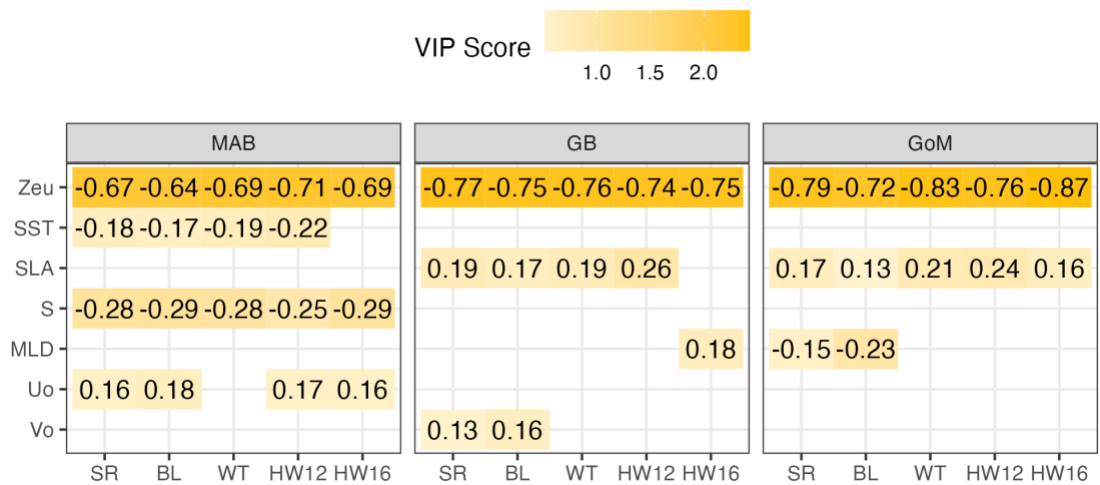 VIP Score
1.0 1.5 2.0
MAB GB GoM
Zeu -0.67 -0.64 -0.69 -0.71 -0.69 -0.77 -0.75 -0.76 -0.74 -0.75 -0.79 -0.72 -0.83 -0.76 -0.87
SST -0.18 -0.17 -0.19 -0.22
SLA 0.19 0.17 0.19 0.26 0.17 0.13 0.21 0.24 0.16
S -0.28 -0.29 -0.28 -0.25 -0.29
MLD 0.18 -0.15 -0.23
Uo 0.16 0.18 0.17 0.16
Vo 0.13 0.16
SR BL WT HW12 HW16 SR BL WT HW12 HW16 SR BL WT HW12 HW16